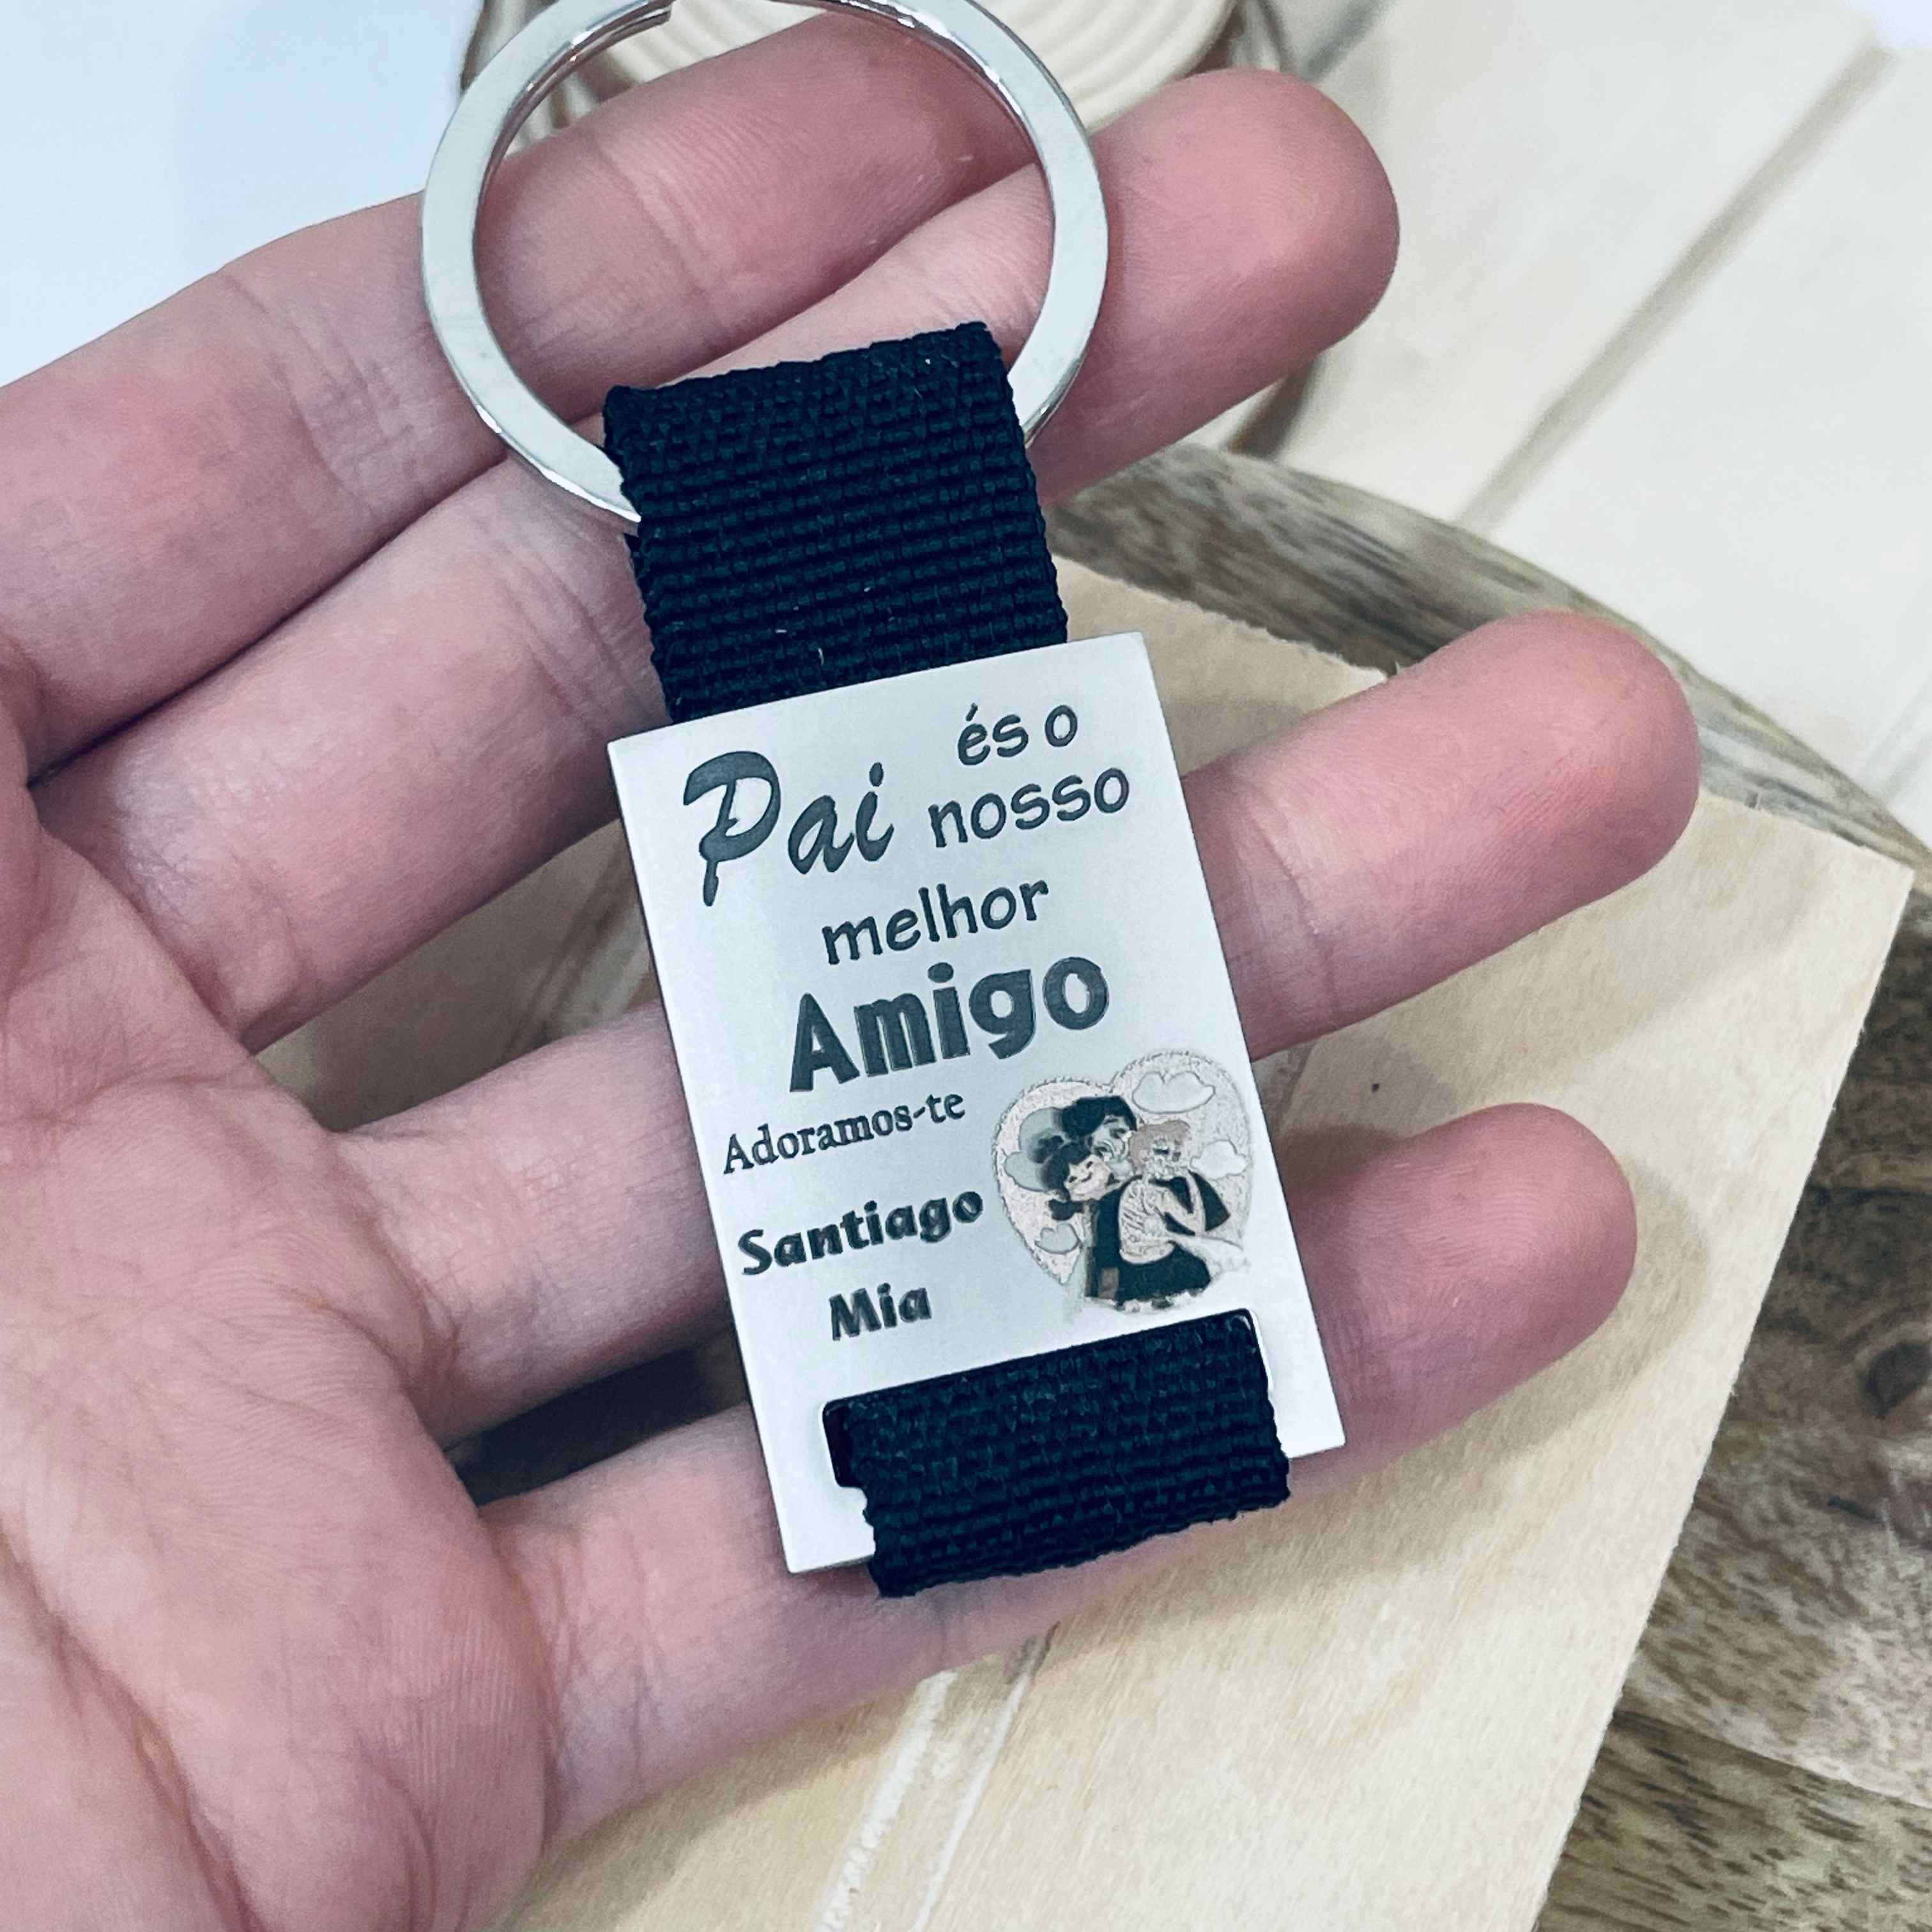 Pai és o
nosso
melhor
Amigo
Adoramos-te
Santiago
Mia